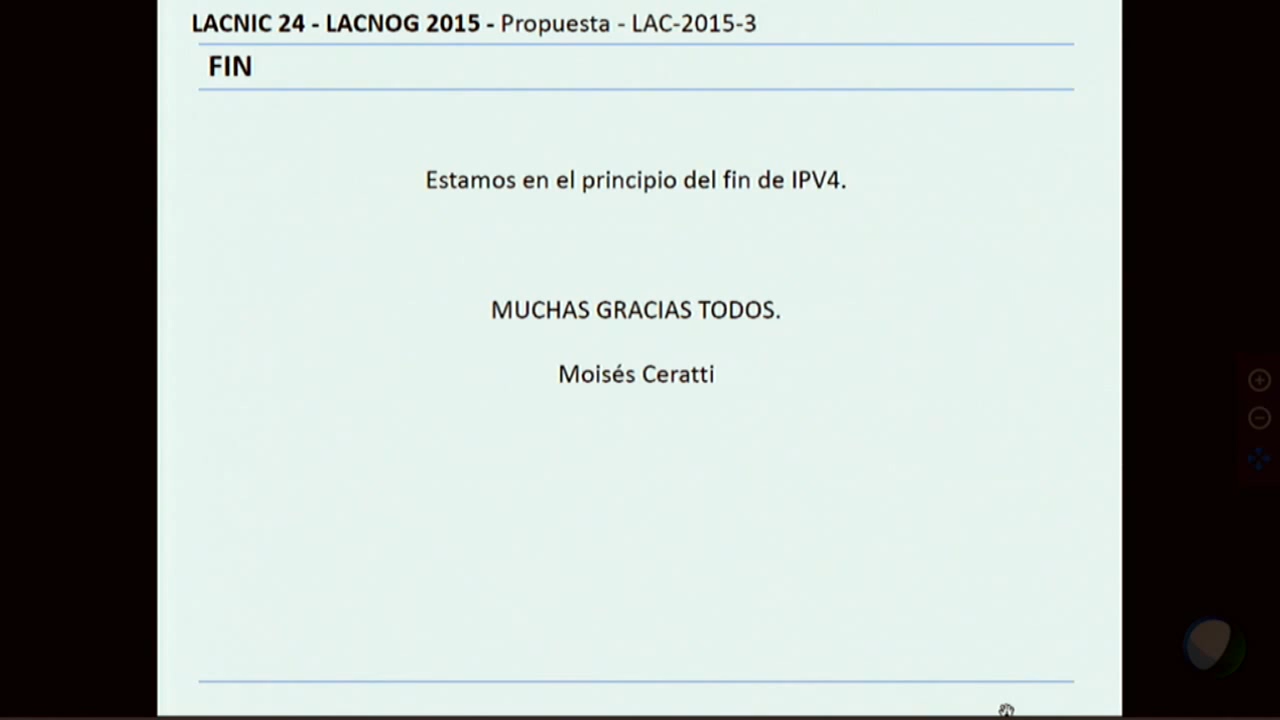 LACNIC 24 - LACNOG 2015 - Propuesta - LAC-2015-3
FIN
Estamos en el principio del fin de IPV4.
MUCHAS GRACIAS TODOS.
Moisés Ceratti